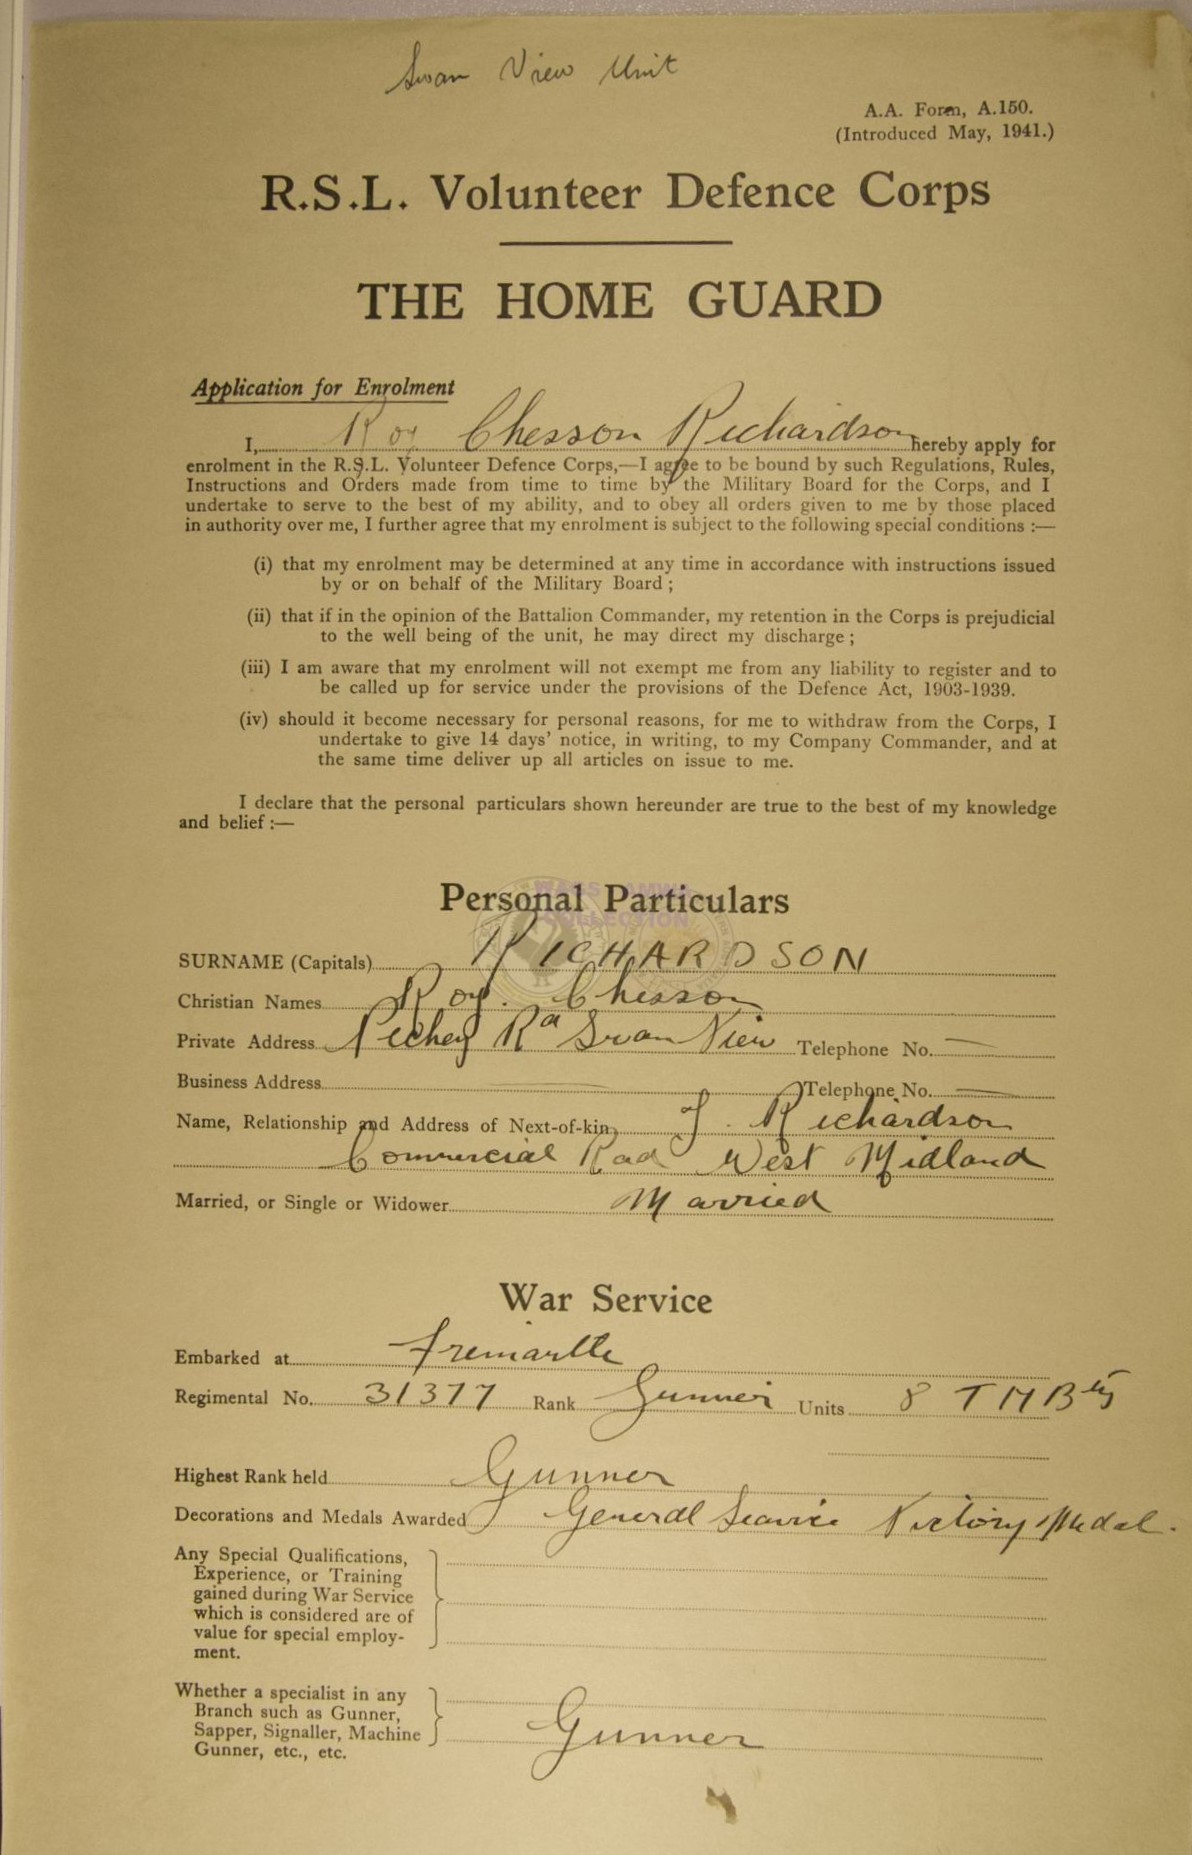 Swan View Unit
A.A. Form, A.150.
(Introduced May, 1941.)
R.S.L. Volunteer Defence Corps
THE HOME GUARD
Application for Enrolment
I, Roy Chesson Richardson hereby apply for
enrolment in the R.S.L. Volunteer Defence Corps,—I agree to be bound by such Regulations, Rules,
Instructions and Orders made from time to time by the Military Board for the Corps, and I
undertake to serve to the best of my ability, and to obey all orders given to me by those placed
in authority over me, I further agree that my enrolment is subject to the following special conditions :—
(i) that my enrolment may be determined at any time in accordance with instructions issued
by or on behalf of the Military Board ;
(ii) that if in the opinion of the Battalion Commander, my retention in the Corps is prejudicial
to the well being of the unit, he may direct my discharge ;
(iii) I am aware that my enrolment will not exempt me from any liability to register and to
be called up for service under the provisions of the Defence Act, 1903-1939.
(iv) should it become necessary for personal reasons, for me to withdraw from the Corps, I
undertake to give 14 days' notice, in writing, to my Company Commander, and at
the same time deliver up all articles on issue to me.
I declare that the personal particulars shown hereunder are true to the best of my knowledge
and belief :—
Personal Particulars
SURNAME (Capitals) RICHARDSON
Christian Names Roy. Chesson
Private Address Pechey Rd Swan View Telephone No. —
Business Address — Telephone No. —
Name, Relationship and Address of Next-of-kin, J. Richardson
Commercial Road West Midland
Married, or Single or Widower Married
War Service
Embarked at Fremantle
Regimental No. 31377 Rank Gunner Units 8 T M Bty
Highest Rank held Gunner
Decorations and Medals Awarded General Service Victory Medal.
Any Special Qualifications,
Experience, or Training
gained during War Service
which is considered are of
value for special employ-
ment.
Whether a specialist in any
Branch such as Gunner,
Sapper, Signaller, Machine
Gunner, etc., etc.
Gunner